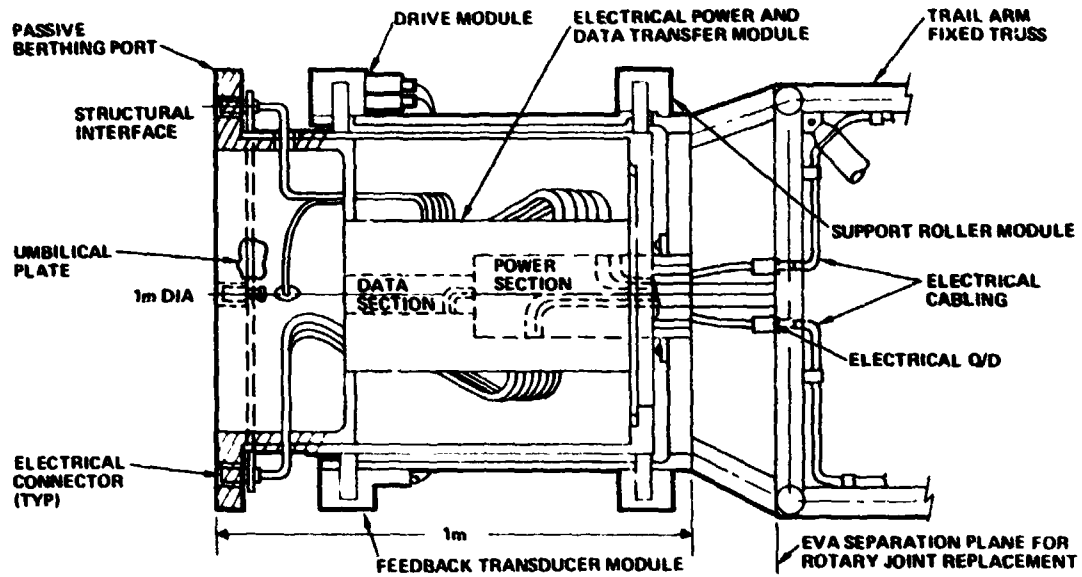 DRIVE MODULE
ELECTRICAL POWER AND
DATA TRANSFER MODULE
TRAIL ARM
FIXED TRUSS
PASSIVE
BERTHING PORT
STRUCTURAL
INTERFACE
SUPPORT ROLLER MODULE
UMBILICAL
PLATE
POWER
SECTION
DATA
SECTION
1m DIA
ELECTRICAL
CABLING
ELECTRICAL Q/D
ELECTRICAL
CONNECTOR
(TYP)
1m
FEEDBACK TRANSDUCER MODULE
EVA SEPARATION PLANE FOR
ROTARY JOINT REPLACEMENT